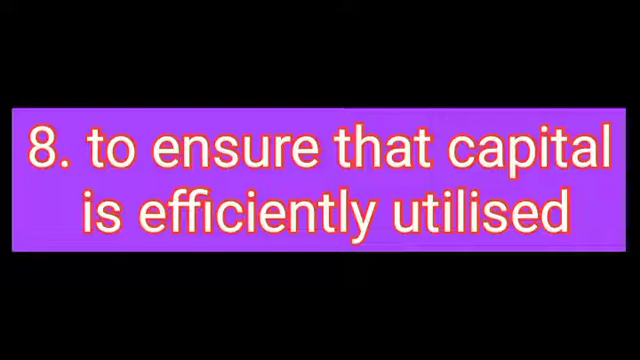 8. to ensure that capital
is efficiently utilised